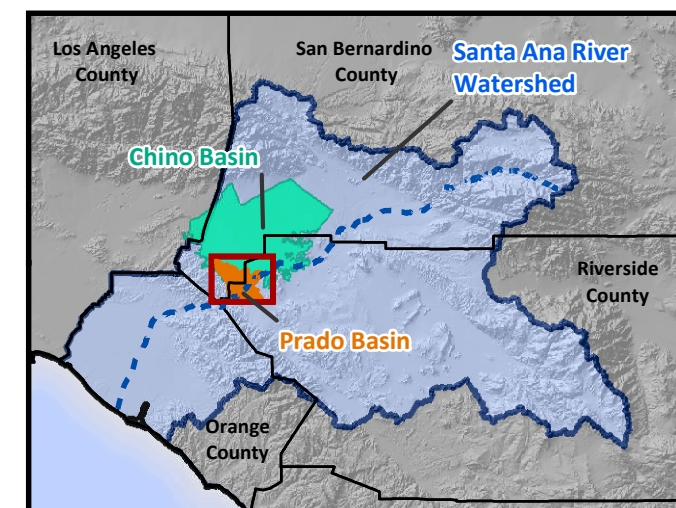 Los Angeles
County
San Bernardino
County
Santa Ana River
Watershed
Chino Basin
Riverside
County
Prado Basin
Orange
County